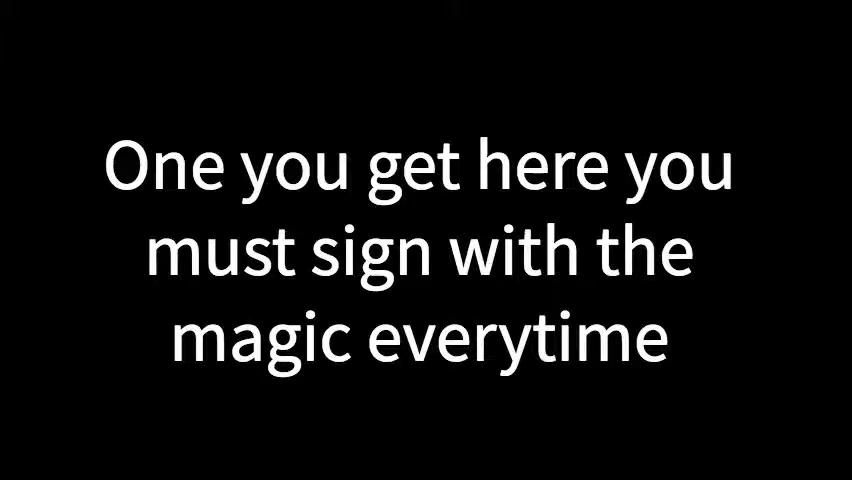 One you get here you
must sign with the
magic everytime